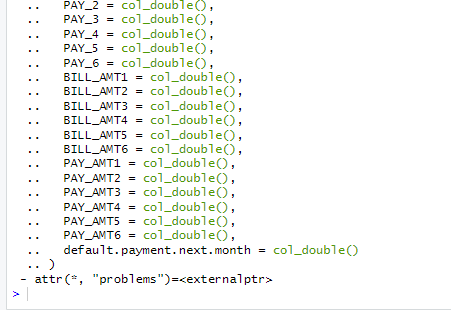 ..   PAY_2 = col_double(),
..   PAY_3 = col_double(),
..   PAY_4 = col_double(),
..   PAY_5 = col_double(),
..   PAY_6 = col_double(),
..   BILL_AMT1 = col_double(),
..   BILL_AMT2 = col_double(),
..   BILL_AMT3 = col_double(),
..   BILL_AMT4 = col_double(),
..   BILL_AMT5 = col_double(),
..   BILL_AMT6 = col_double(),
..   PAY_AMT1 = col_double(),
..   PAY_AMT2 = col_double(),
..   PAY_AMT3 = col_double(),
..   PAY_AMT4 = col_double(),
..   PAY_AMT5 = col_double(),
..   PAY_AMT6 = col_double(),
..   default.payment.next.month = col_double()
.. )
- attr(*, "problems")=<externalptr>
>